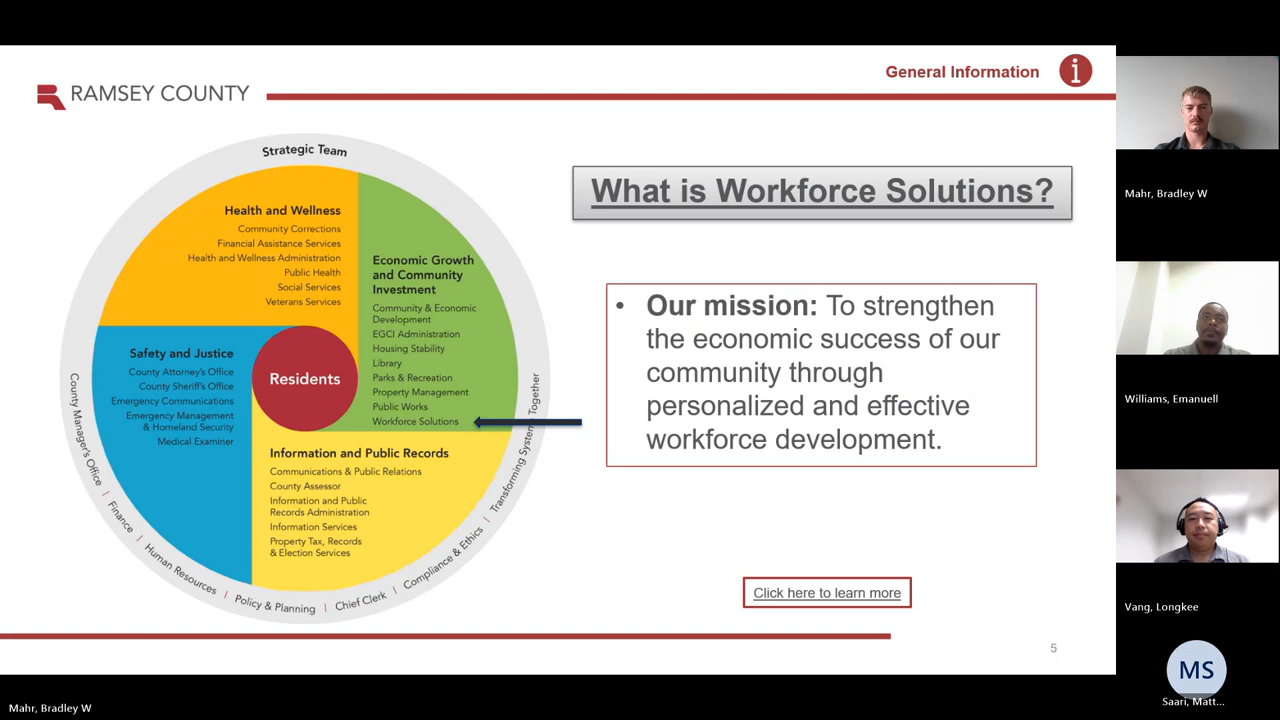 RAMSEY COUNTY
General Information
i
Strategic Team
Health and Wellness
Community Corrections
Financial Assistance Services
Health and Wellness Administration
Public Health
Social Services
Veterans Services
Economic Growth
and Community
Investment
Community & Economic
Development
EGCI Administration
Housing Stability
Library
Parks & Recreation
Property Management
Public Works
Workforce Solutions
Safety and Justice
County Attorney's Office
County Sheriff's Office
Emergency Communications
Emergency Management
& Homeland Security
Medical Examiner
Residents
Information and Public Records
Communications & Public Relations
County Assessor
Information and Public
Records Administration
Information Services
Property Tax, Records
& Election Services
County Manager's Office | Finance | Human Resources | Policy & Planning | Chief Clerk | Compliance & Ethics | Transforming System Together
What is Workforce Solutions?
• Our mission: To strengthen
the economic success of our
community through
personalized and effective
workforce development.
Click here to learn more
5
Mahr, Bradley W
Williams, Emanuell
Vang, Longkee
MS
Saari, Matt...
Mahr, Bradley W